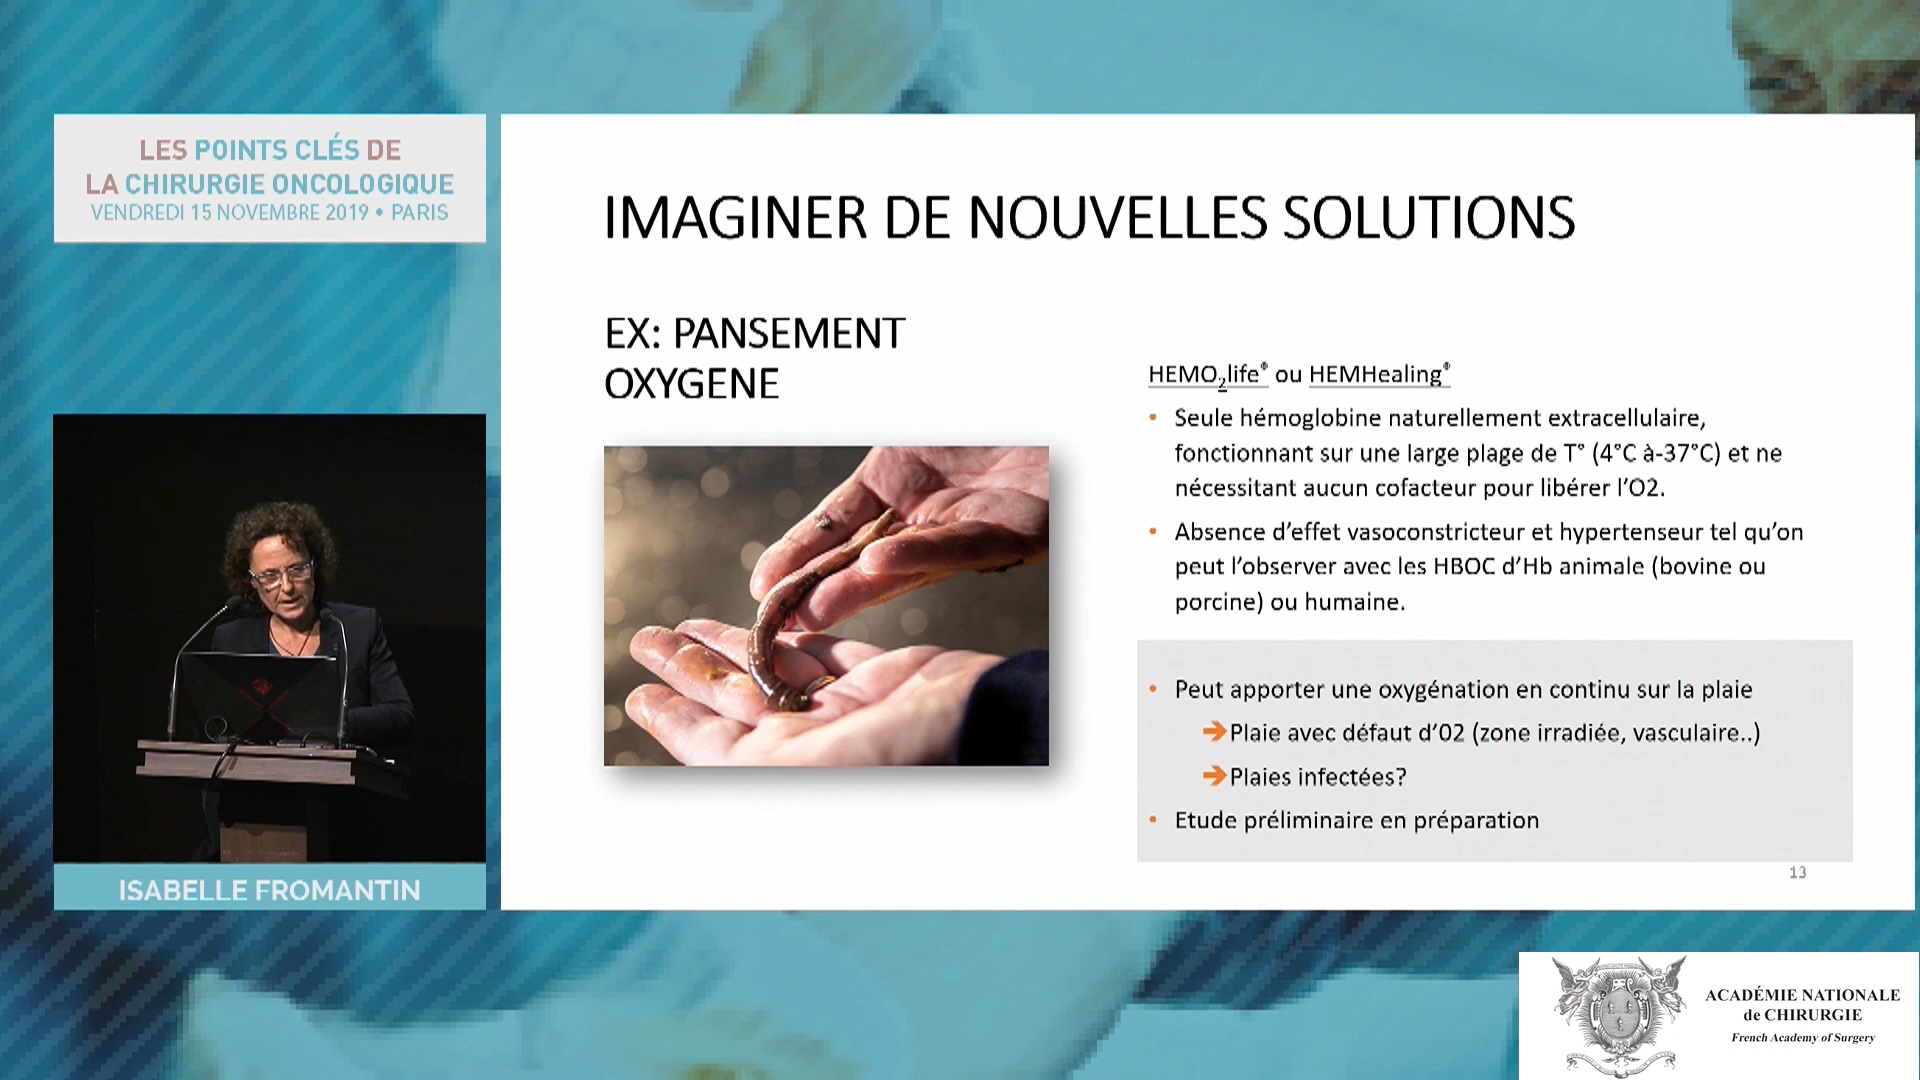 LES POINTS CLÉS DE
LA CHIRURGIE ONCOLOGIQUE
VENDREDI 15 NOVEMBRE 2019 • PARIS
ISABELLE FROMANTIN
IMAGINER DE NOUVELLES SOLUTIONS
EX: PANSEMENT
OXYGENE
HEMO₂life® ou HEMHealing®
• Seule hémoglobine naturellement extracellulaire,
fonctionnant sur une large plage de T° (4°C à-37°C) et ne
nécessitant aucun cofacteur pour libérer l’O2.
• Absence d’effet vasoconstricteur et hypertenseur tel qu’on
peut l’observer avec les HBOC d’Hb animale (bovine ou
porcine) ou humaine.
• Peut apporter une oxygénation en continu sur la plaie
➔Plaie avec défaut d’02 (zone irradiée, vasculaire..)
➔Plaies infectées?
• Etude préliminaire en préparation
13
ACADÉMIE NATIONALE
de CHIRURGIE
French Academy of Surgery